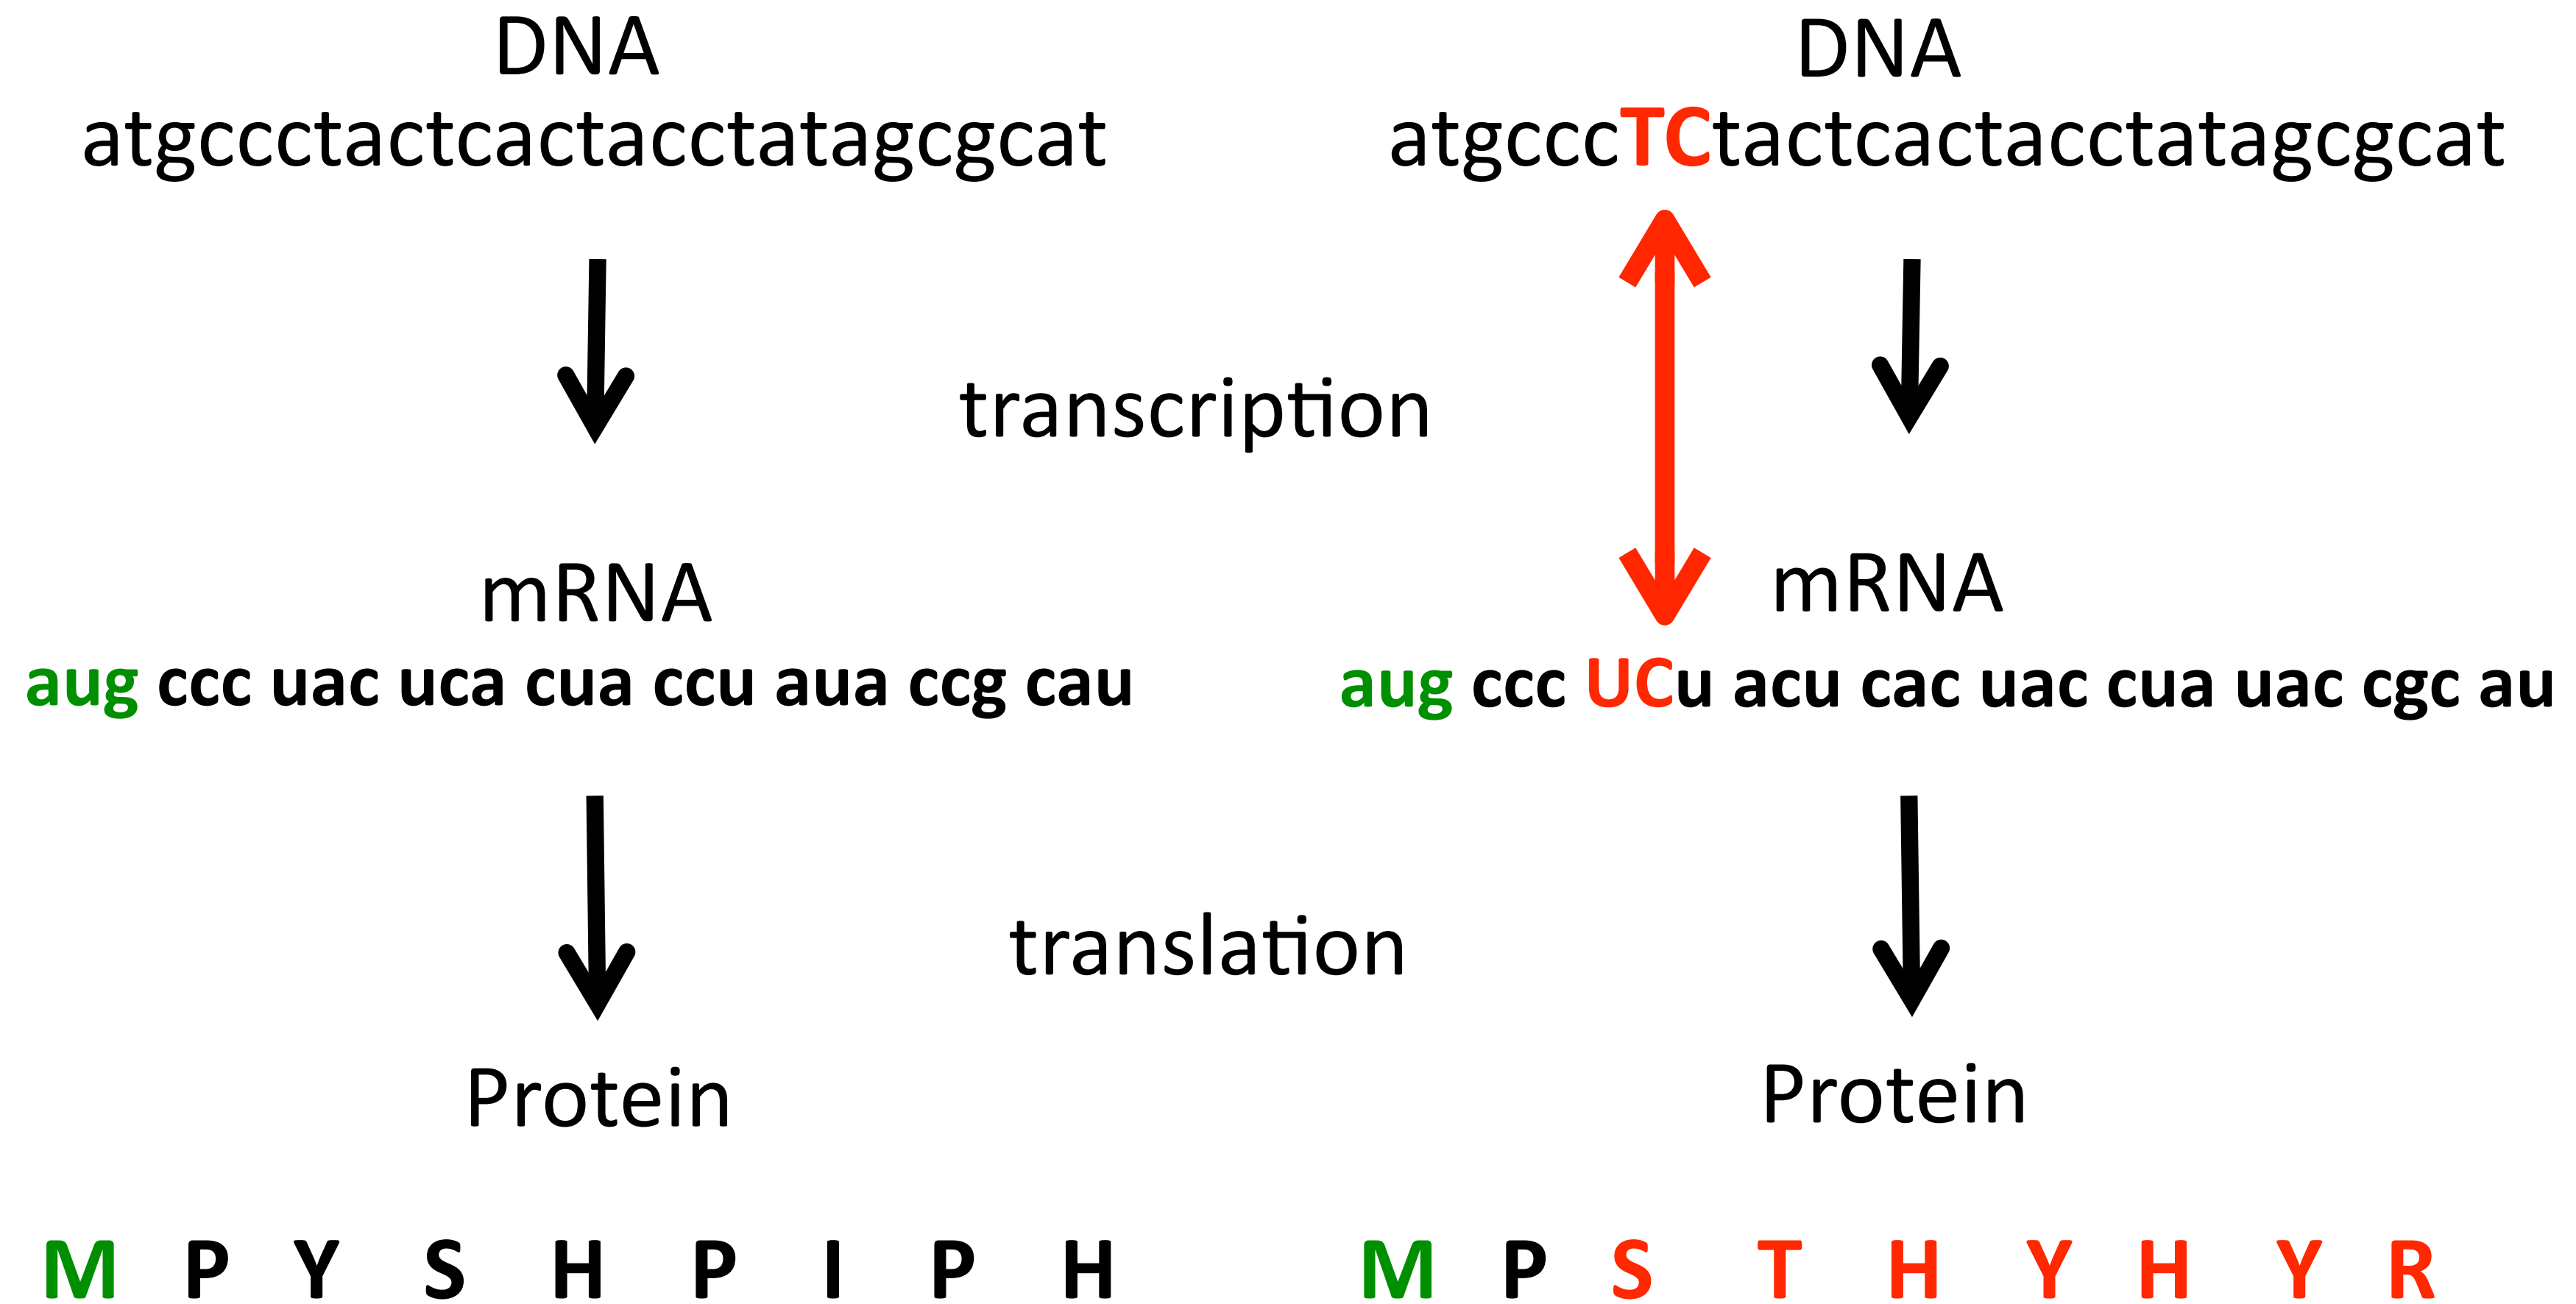 DNA
atgccctactcactacctatagcgcat
DNA
atgcccTCtactcactacctatagcgcat
transcription
mRNA
aug ccc uac uca cua ccu aua ccg cau
mRNA
aug ccc UCu acu cac uac cua uac cgc au
translation
Protein
M P Y S H P I P H
Protein
M P S T H Y H Y R